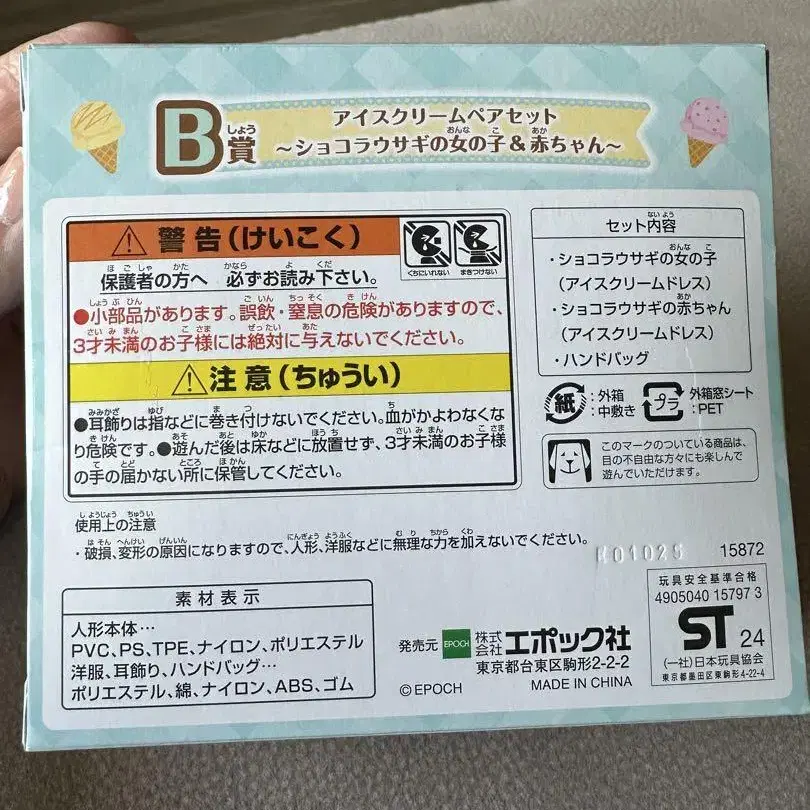 B賞
アイスクリームペアセット
～ショコラウサギの女の子&赤ちゃん～
警告(けいこく)
くちにいれない
まきつけない
保護者の方へ 必ずお読み下さい。
●小部品があります。誤飲・窒息の危険がありますので、
3才未満のお子様には絶対に与えないでください。
注意(ちゅうい)
●耳飾りは指などに巻き付けないでください。血がかよわなくな
り危険です。●遊んだ後は床などに放置せず、3才未満のお子様
の手の届かない所に保管してください。
セット内容
・ショコラウサギの女の子
(アイスクリームドレス)
・ショコラウサギの赤ちゃん
(アイスクリームドレス)
・ハンドバッグ
紙:外箱
:中敷き
プラ 外箱窓シート
:PET
このマークのついている商品は、
目の不自由な方々にも楽しんで
遊んでいただけます。
使用上の注意
・破損、変形の原因になりますので、人形、洋服などに無理な力を加えないでください。
K01025
15872
素材表示
人形本体…
PVC、PS、TPE、ナイロン、ポリエステル
洋服、耳飾り、ハンドバッグ…
ポリエステル、綿、ナイロン、ABS、ゴム
発売元 EPOCH 株式会社エポック社
東京都台東区駒形2-2-2
©EPOCH MADE IN CHINA
玩具安全基準合格
4905040 15797 3
ST 24
(一社)日本玩具協会
東京都墨田区東駒形4-22-4